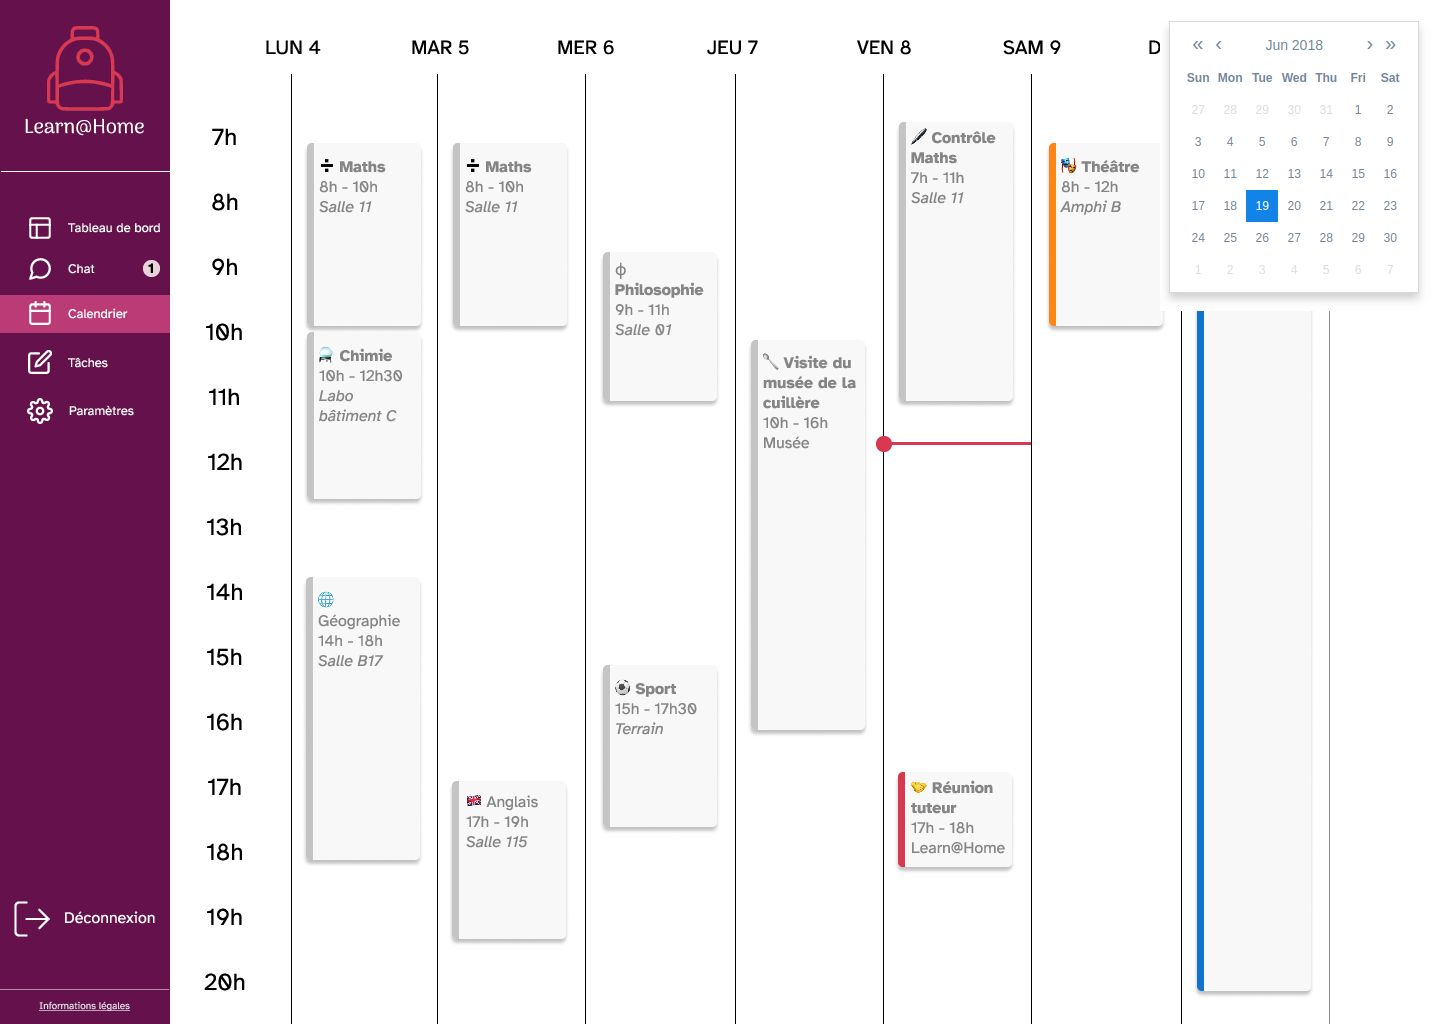 Learn@Home
Tableau de bord
Chat
1
Calendrier
Tâches
Paramètres
Déconnexion
Informations légales
LUN 4
MAR 5
MER 6
JEU 7
VEN 8
SAM 9
D
7h
8h
9h
10h
11h
12h
13h
14h
15h
16h
17h
18h
19h
20h
÷ Maths
8h - 10h
Salle 11
Chimie
10h - 12h30
Labo
bâtiment C
Géographie
14h - 18h
Salle B17
÷ Maths
8h - 10h
Salle 11
Anglais
17h - 19h
Salle 115
ϕ
Philosophie
9h - 11h
Salle 01
Sport
15h - 17h30
Terrain
Visite du
musée de la
cuillère
10h - 16h
Musée
Contrôle
Maths
7h - 11h
Salle 11
Réunion
tuteur
17h - 18h
Learn@Home
Théâtre
8h - 12h
Amphi B
« ‹ Jun 2018 › »
Sun Mon Tue Wed Thu Fri Sat
27 28 29 30 31 1 2
3 4 5 6 7 8 9
10 11 12 13 14 15 16
17 18 19 20 21 22 23
24 25 26 27 28 29 30
1 2 3 4 5 6 7